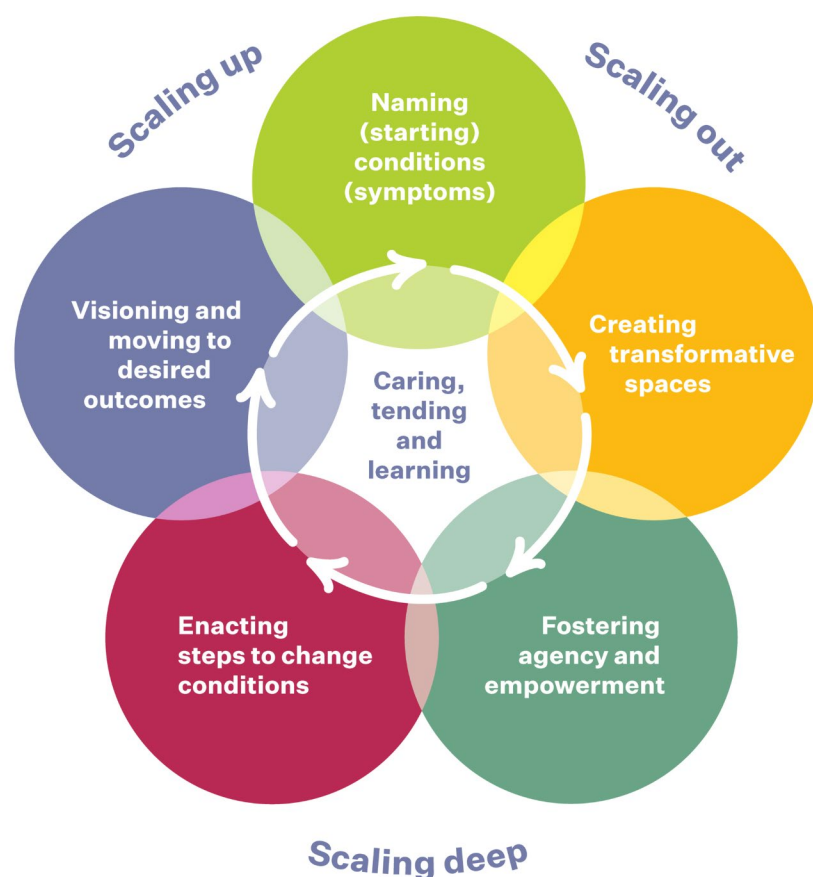 Scaling up
Scaling out
Naming
(starting)
conditions
(symptoms)
Visioning and
moving to
desired
outcomes
Creating
transformative
spaces
Caring,
tending
and
learning
Enacting
steps to change
conditions
Fostering
agency and
empowerment
Scaling deep